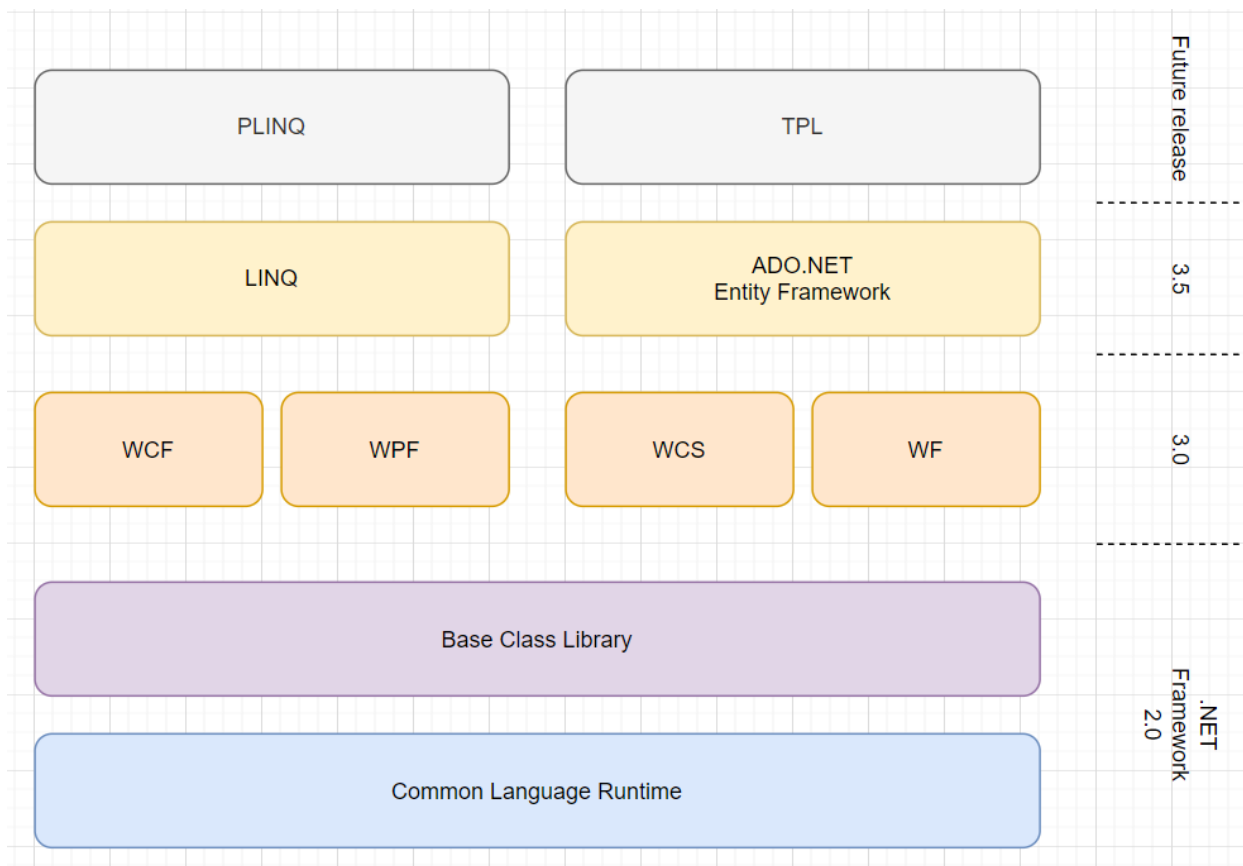 PLINQ
TPL
Future release
LINQ
ADO.NET
Entity Framework
3.5
WCF
WPF
WCS
WF
3.0
Base Class Library
Common Language Runtime
.NET
Framework
2.0